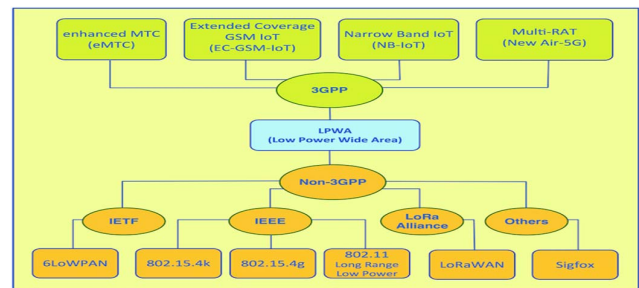 enhanced MTC
(eMTC)
Extended Coverage
GSM IoT
(EC-GSM-IoT)
Narrow Band IoT
(NB-IoT)
Multi-RAT
(New Air-5G)
3GPP
LPWA
(Low Power Wide Area)
Non-3GPP
IETF
IEEE
LoRa
Alliance
Others
6LoWPAN
802.15.4k
802.15.4g
802.11
Long Range
Low Power
LoRaWAN
Sigfox